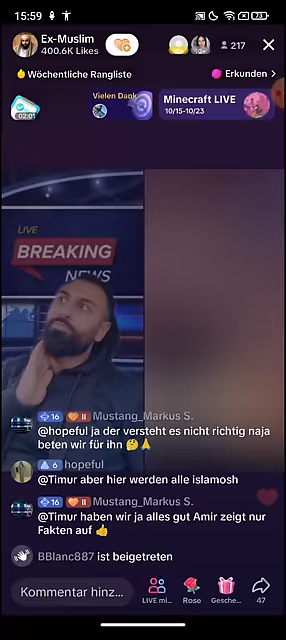 15:59
73
Ex-Muslim
400.6K Likes
217
Wöchentliche Rangliste
Erkunden >
02:01
Vielen Dank
Minecraft LIVE
10/15-10/23
LIVE
BREAKING
NEWS
16 II Mustang_Markus S.
@hopeful ja der versteht es nicht richtig naja
beten wir für ihn 🤔🙏
6 hopeful
@Timur aber hier werden alle islamosh
16 II Mustang_Markus S.
@Timur haben wir ja alles gut Amir zeigt nur
Fakten auf 👍
BBlanc887 ist beigetreten
Kommentar hinz...
LIVE mi...
Rose
Gesche...
47